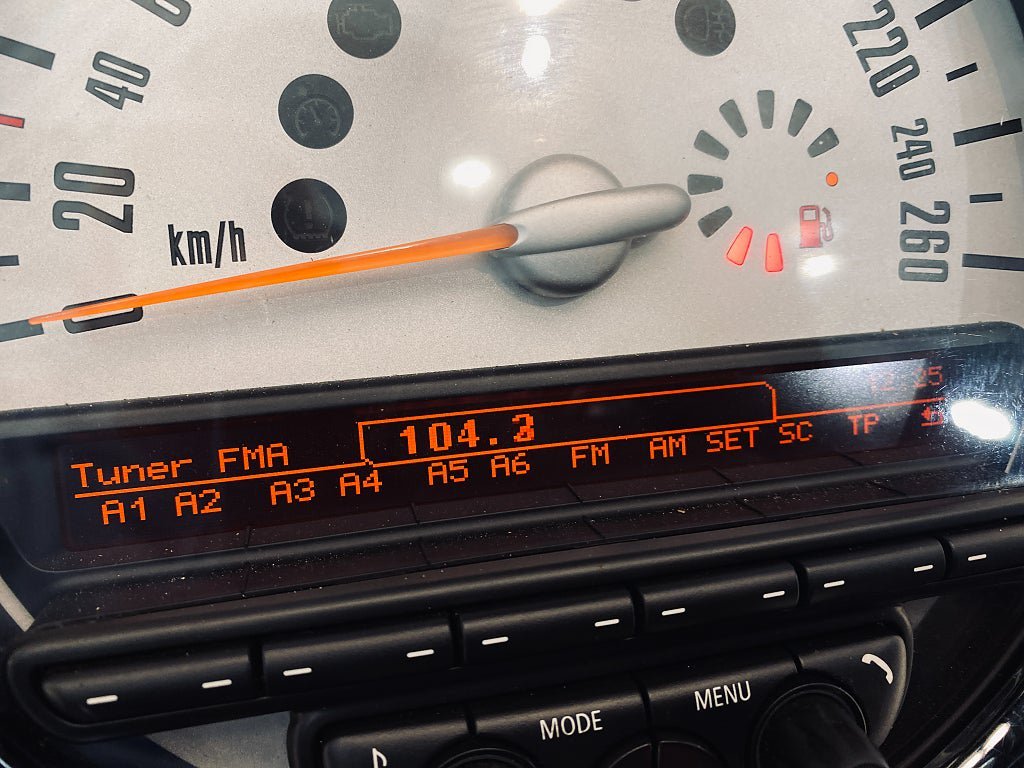 40
220
20
240
km/h
260
0
Tuner FMA 104.3
A1 A2 A3 A4 A5 A6 FM AM SET SC TP
MODE
MENU